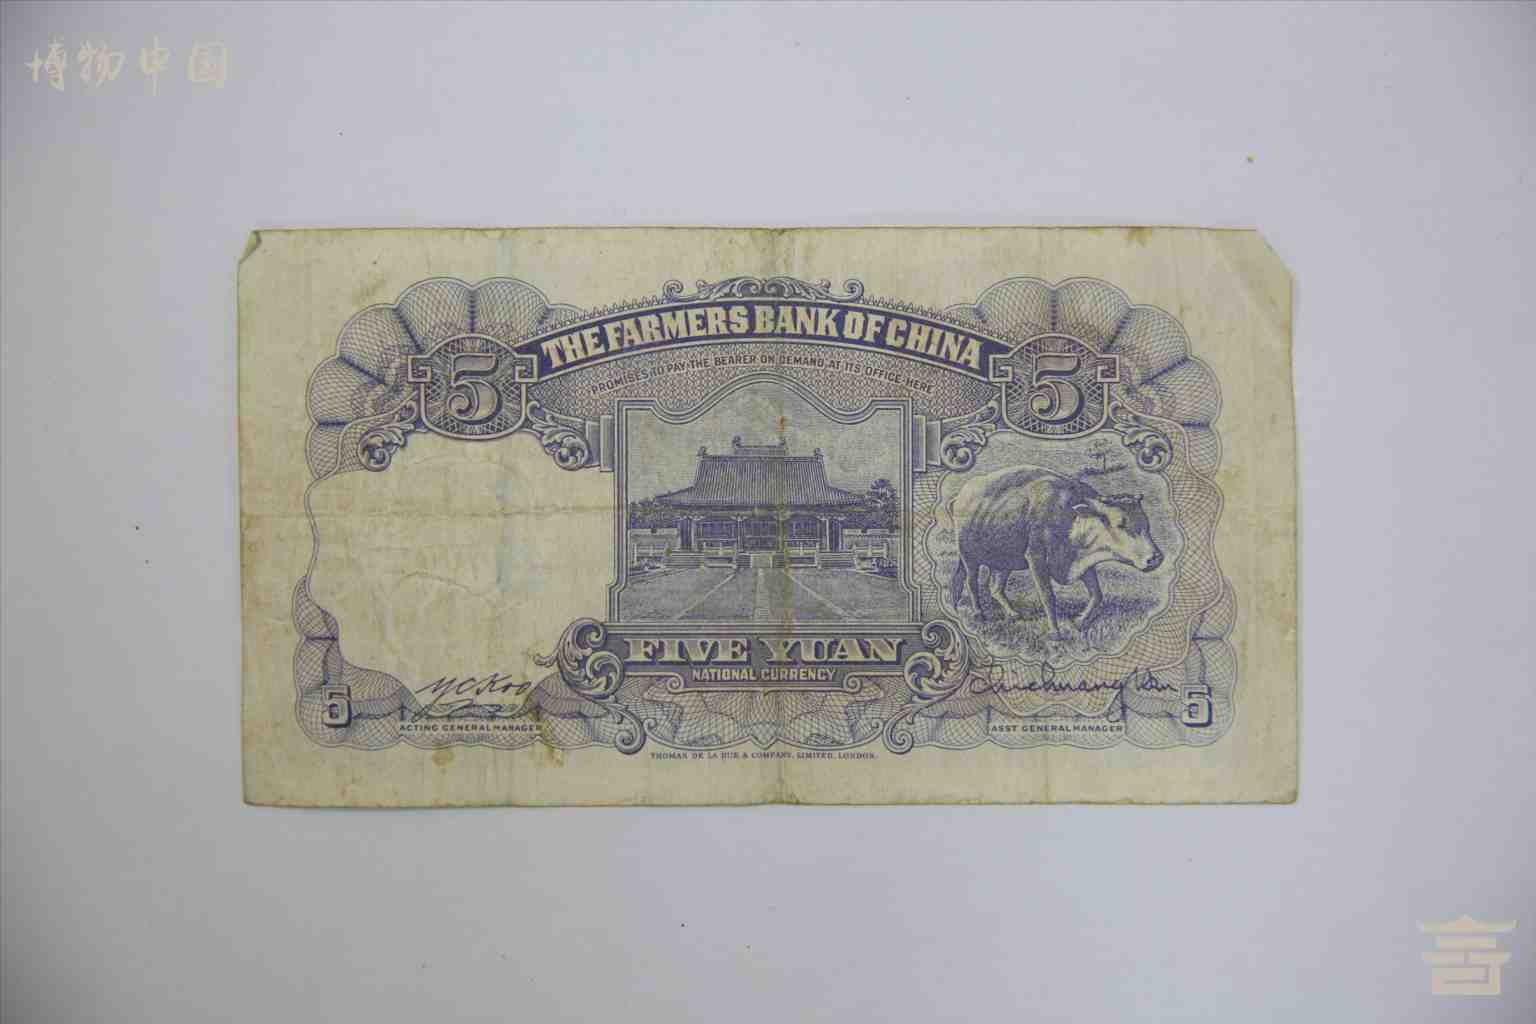 博物中国
THE FARMERS BANK OF CHINA
PROMISES TO PAY THE BEARER ON DEMAND AT ITS OFFICE HERE
5 5
FIVE YUAN
NATIONAL CURRENCY
Y C Koo
5 5
ACTING GENERAL MANAGER
ASST GENERAL MANAGER
THOMAS DE LA RUE & COMPANY, LIMITED, LONDON.